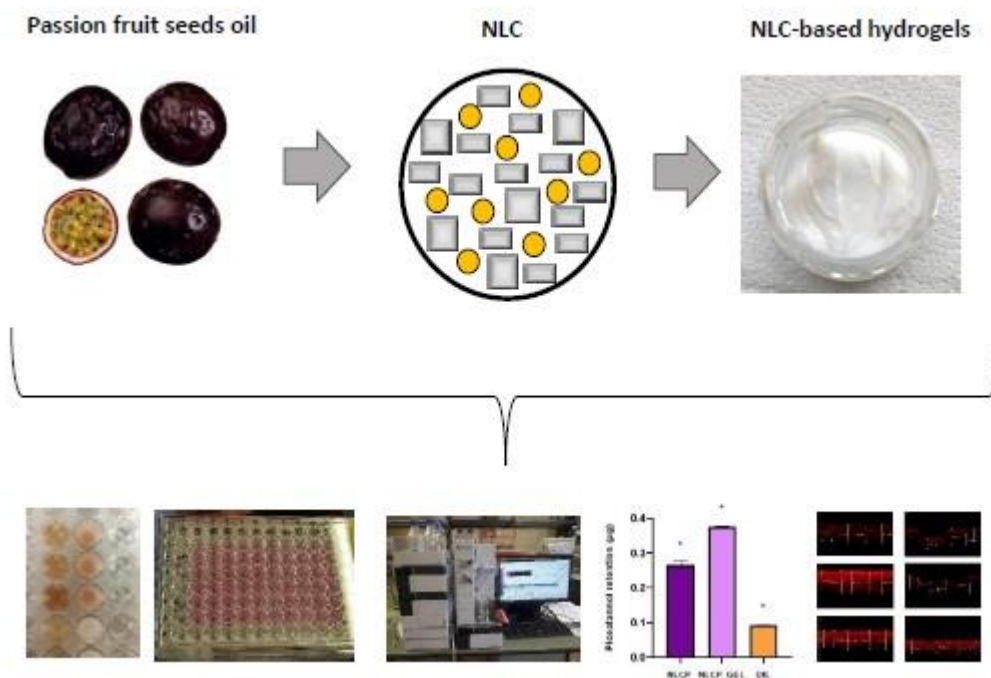 Passion fruit seeds oil
NLC
NLC-based hydrogels
Piceatannol retention (µg)
0.4
0.3
0.2
0.1
0.0
NLCP
NLCP GEL
OIL